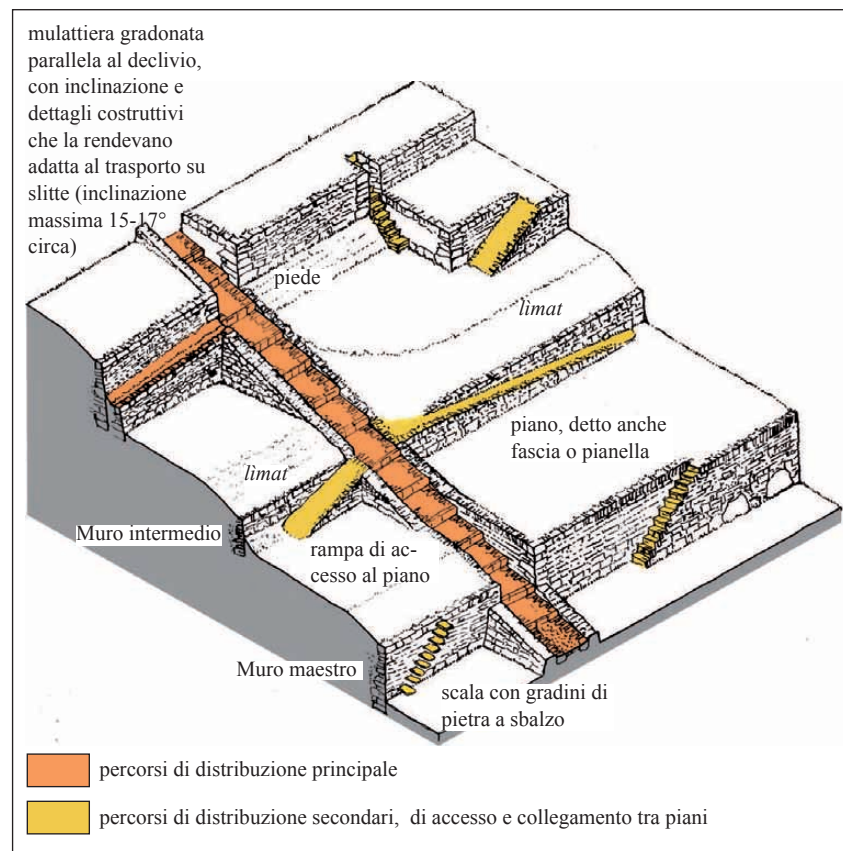 mulattiera gradonata
parallela al declivio,
con inclinazione e
dettagli costruttivi
che la rendevano
adatta al trasporto su
slitte (inclinazione
massima 15-17°
circa)
piede
lìmat
piano, detto anche
fascia o pianella
lìmat
Muro intermedio
rampa di ac-
cesso al piano
Muro maestro
scala con gradini di
pietra a sbalzo
percorsi di distribuzione principale
percorsi di distribuzione secondari, di accesso e collegamento tra piani